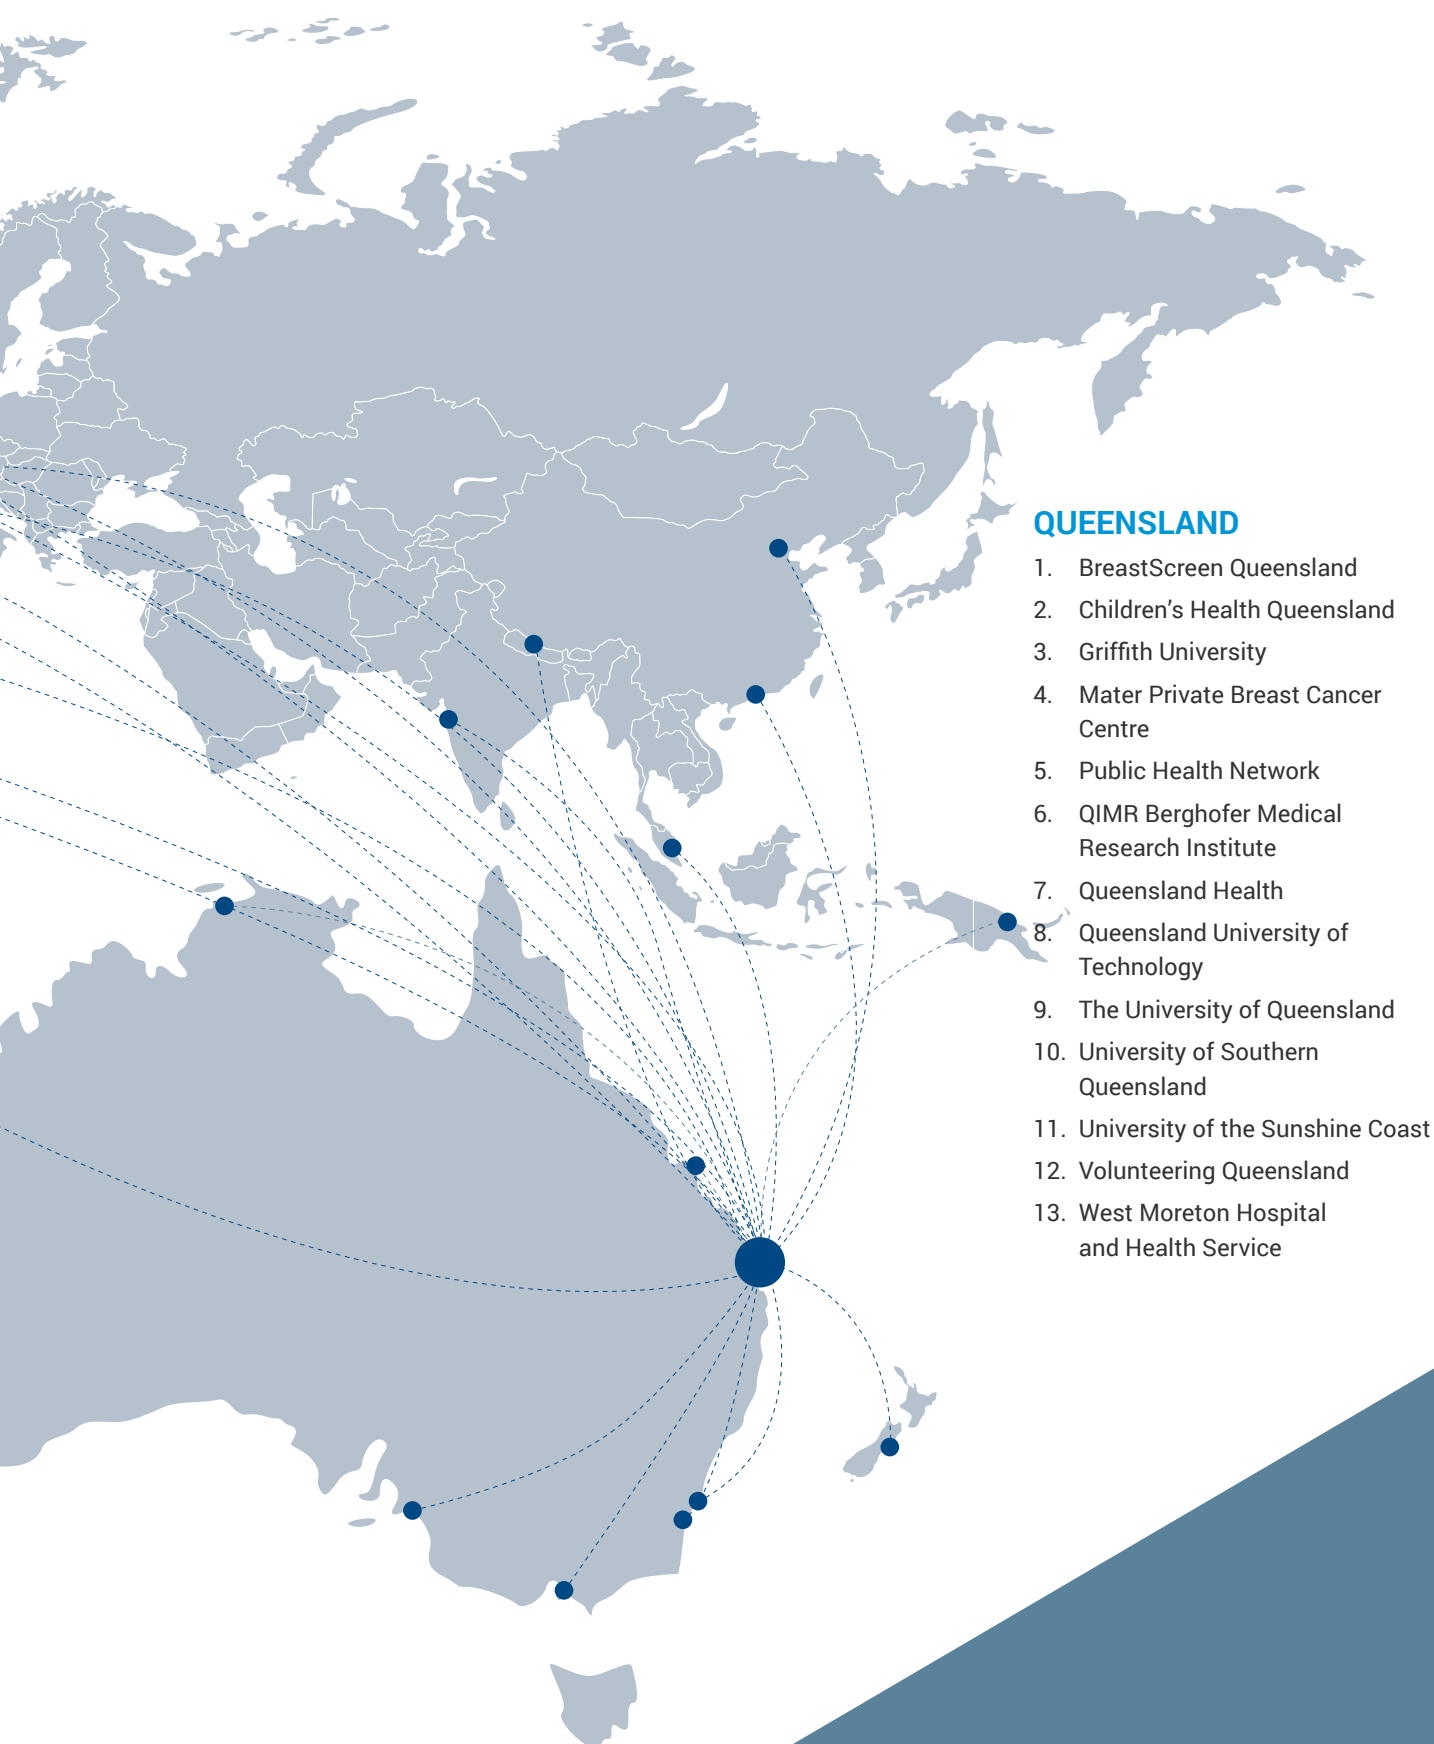 QUEENSLAND
1. BreastScreen Queensland
2. Children’s Health Queensland
3. Griffith University
4. Mater Private Breast Cancer
Centre
5. Public Health Network
6. QIMR Berghofer Medical
Research Institute
7. Queensland Health
8. Queensland University of
Technology
9. The University of Queensland
10. University of Southern
Queensland
11. University of the Sunshine Coast
12. Volunteering Queensland
13. West Moreton Hospital
and Health Service